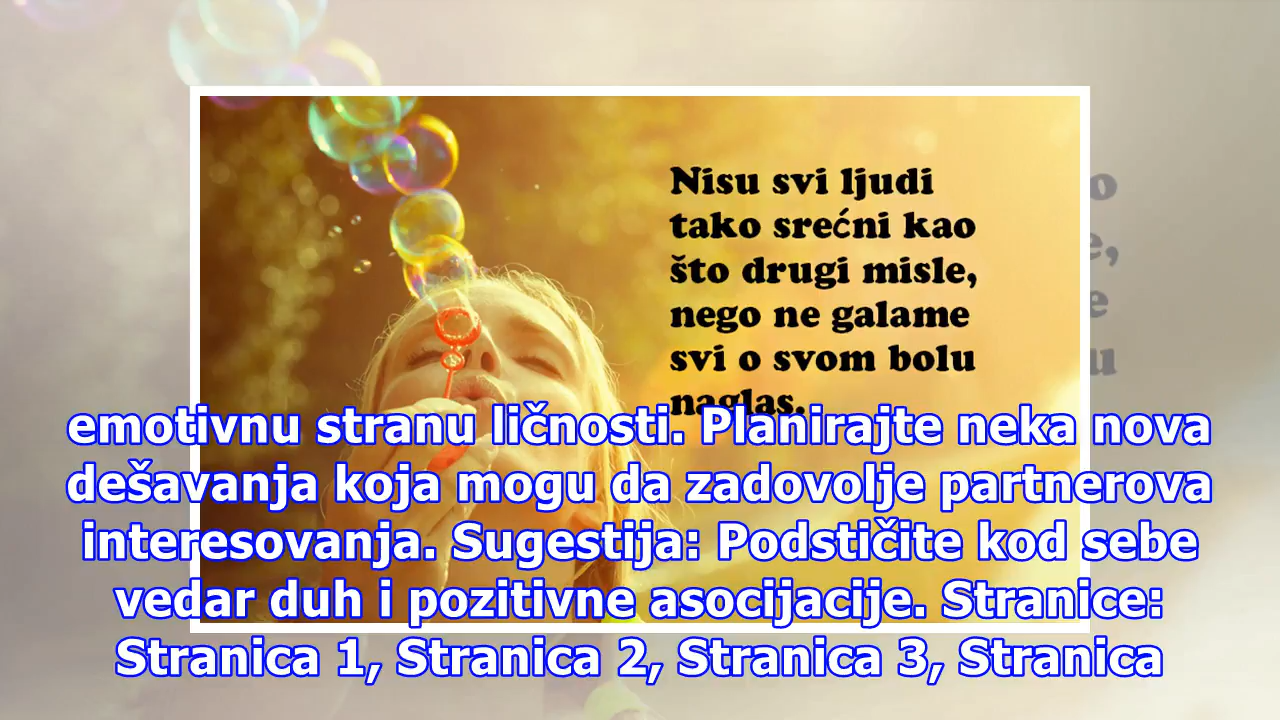 Nisu svi ljudi
tako srećni kao
što drugi misle,
nego ne galame
svi o svom bolu
naglas.
emotivnu stranu ličnosti. Planirajte neka nova
dešavanja koja mogu da zadovolje partnerova
interesovanja. Sugestija: Podstičite kod sebe
vedar duh i pozitivne asocijacije. Stranice:
Stranica 1, Stranica 2, Stranica 3, Stranica